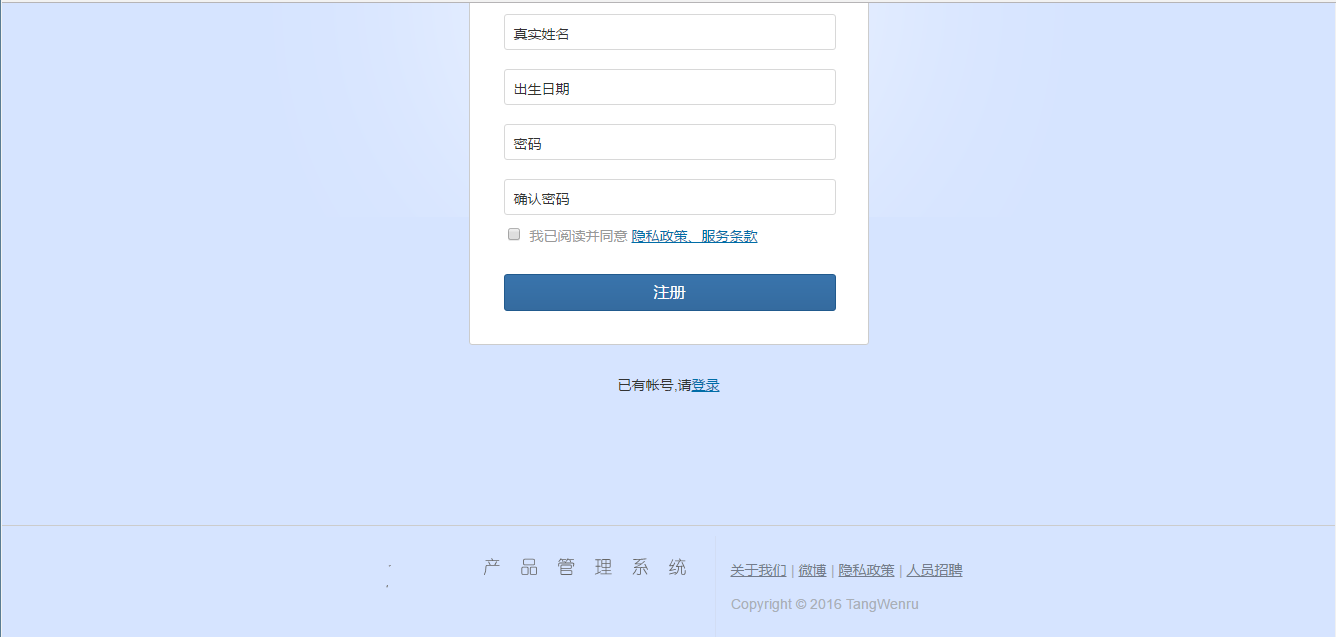 真实姓名
出生日期
密码
确认密码
我已阅读并同意 隐私政策、服务条款
注册
已有帐号,请登录
产品管理系统
关于我们 | 微博 | 隐私政策 | 人员招聘
Copyright © 2016 TangWenru